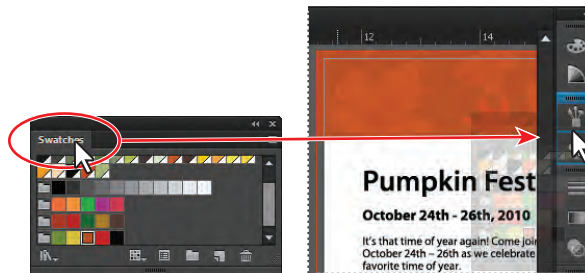 12
14
Swatches
Pumpkin Fest
October 24th - 26th, 2010
It's that time of year again! Come join
October 24th – 26th as we celebrate
favorite time of year.